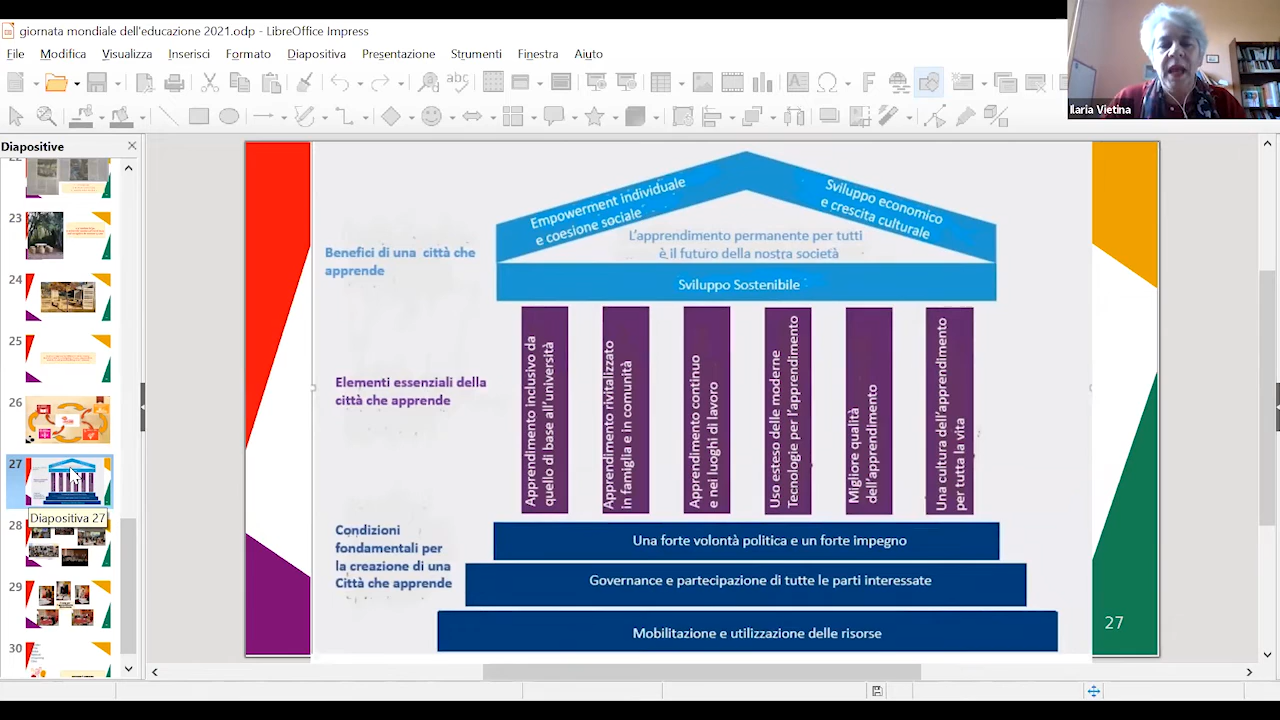 giornata mondiale dell'educazione 2021.odp - LibreOffice Impress
File Modifica Visualizza Inserisci Formato Diapositiva Presentazione Strumenti Finestra Aiuto
Ilaria Vietina
Diapositive
22
23
24
25
26
27
Diapositiva 27
28
29
30
Empowerment individuale
e coesione sociale
Sviluppo economico
e crescita culturale
L'apprendimento permanente per tutti
è il futuro della nostra società
Benefici di una città che
apprende
Sviluppo Sostenibile
Elementi essenziali della
città che apprende
Apprendimento inclusivo da
quello di base all'università
Apprendimento rivitalizzato
in famiglia e in comunità
Apprendimento continuo
e nei luoghi di lavoro
Uso esteso delle moderne
Tecnologie per l'apprendimento
Migliore qualità
dell'apprendimento
Una cultura dell'apprendimento
per tutta la vita
Condizioni
fondamentali per
la creazione di una
Città che apprende
Una forte volontà politica e un forte impegno
Governance e partecipazione di tutte le parti interessate
Mobilitazione e utilizzazione delle risorse
27